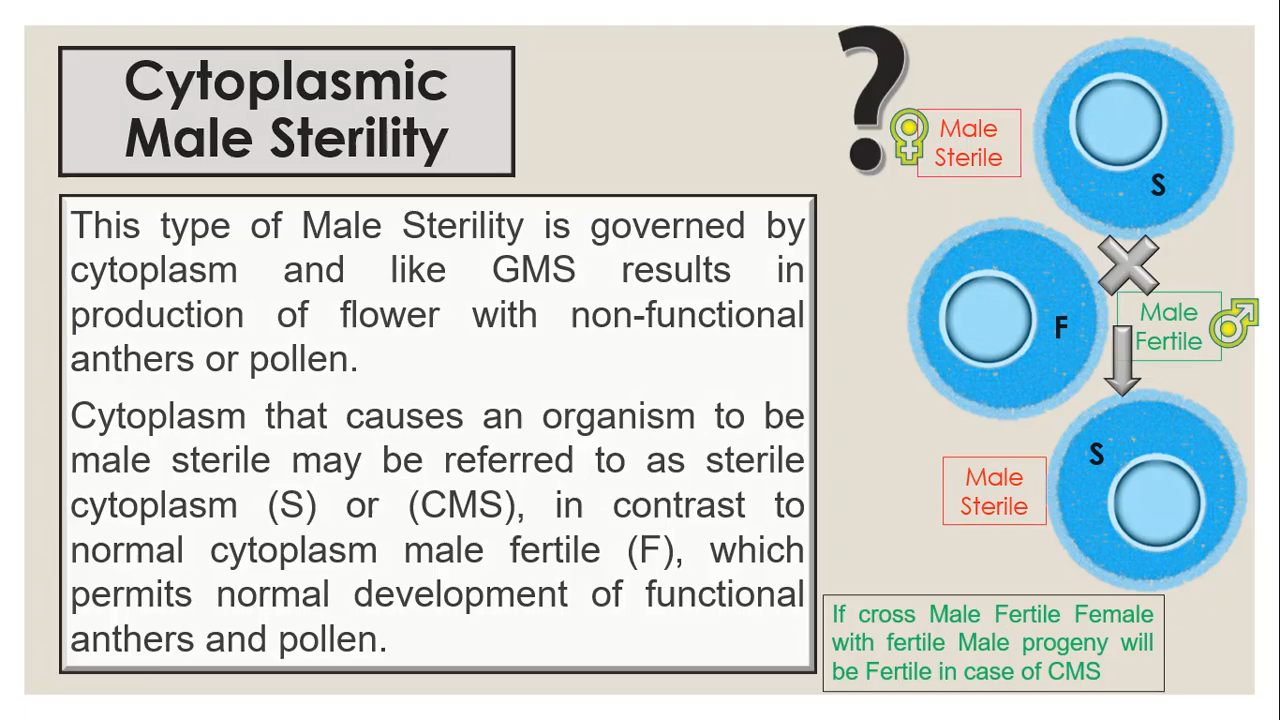 Cytoplasmic
Male Sterility
This type of Male Sterility is governed by
cytoplasm and like GMS results in
production of flower with non-functional
anthers or pollen.
Cytoplasm that causes an organism to be
male sterile may be referred to as sterile
cytoplasm (S) or (CMS), in contrast to
normal cytoplasm male fertile (F), which
permits normal development of functional
anthers and pollen.
?
Male
Sterile
S
F
Male
Fertile
S
Male
Sterile
If cross Male Fertile Female
with fertile Male progeny will
be Fertile in case of CMS